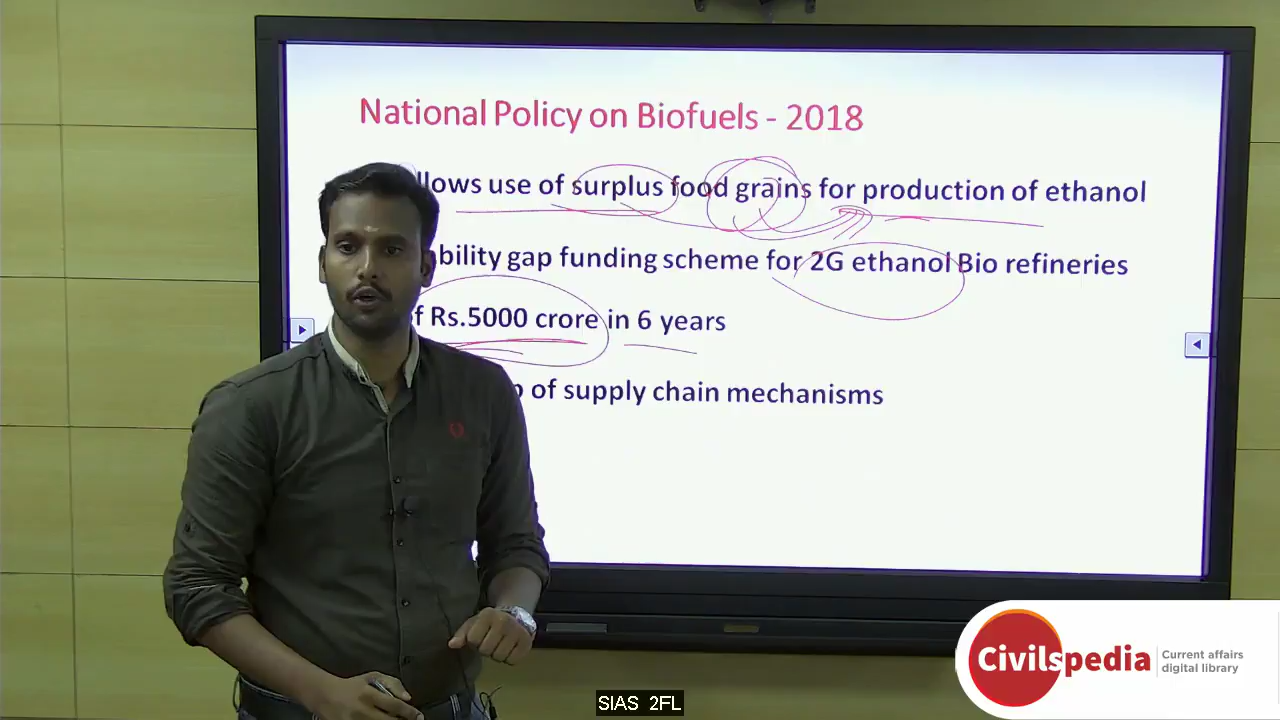 National Policy on Biofuels - 2018
use of surplus food grains for production of ethanol
gap funding scheme for 2G ethanol Bio refineries
Rs.5000 crore in 6 years
of supply chain mechanisms
Civilspedia
Current affairs
digital library
SIAS 2FL